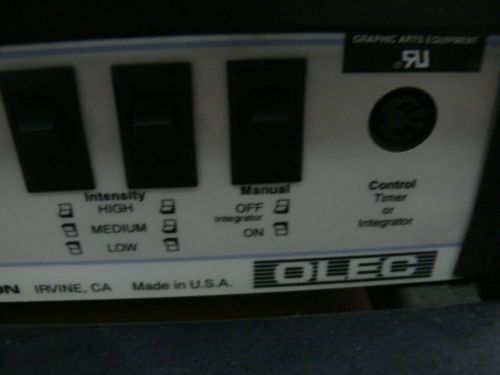 GRAPHIC ARTS EQUIPMENT
Intensity
HIGH
MEDIUM
LOW
Manual
OFF
Integrator
ON
Control
Timer
or
Integrator
IRVINE, CA Made in U.S.A.
OLEC